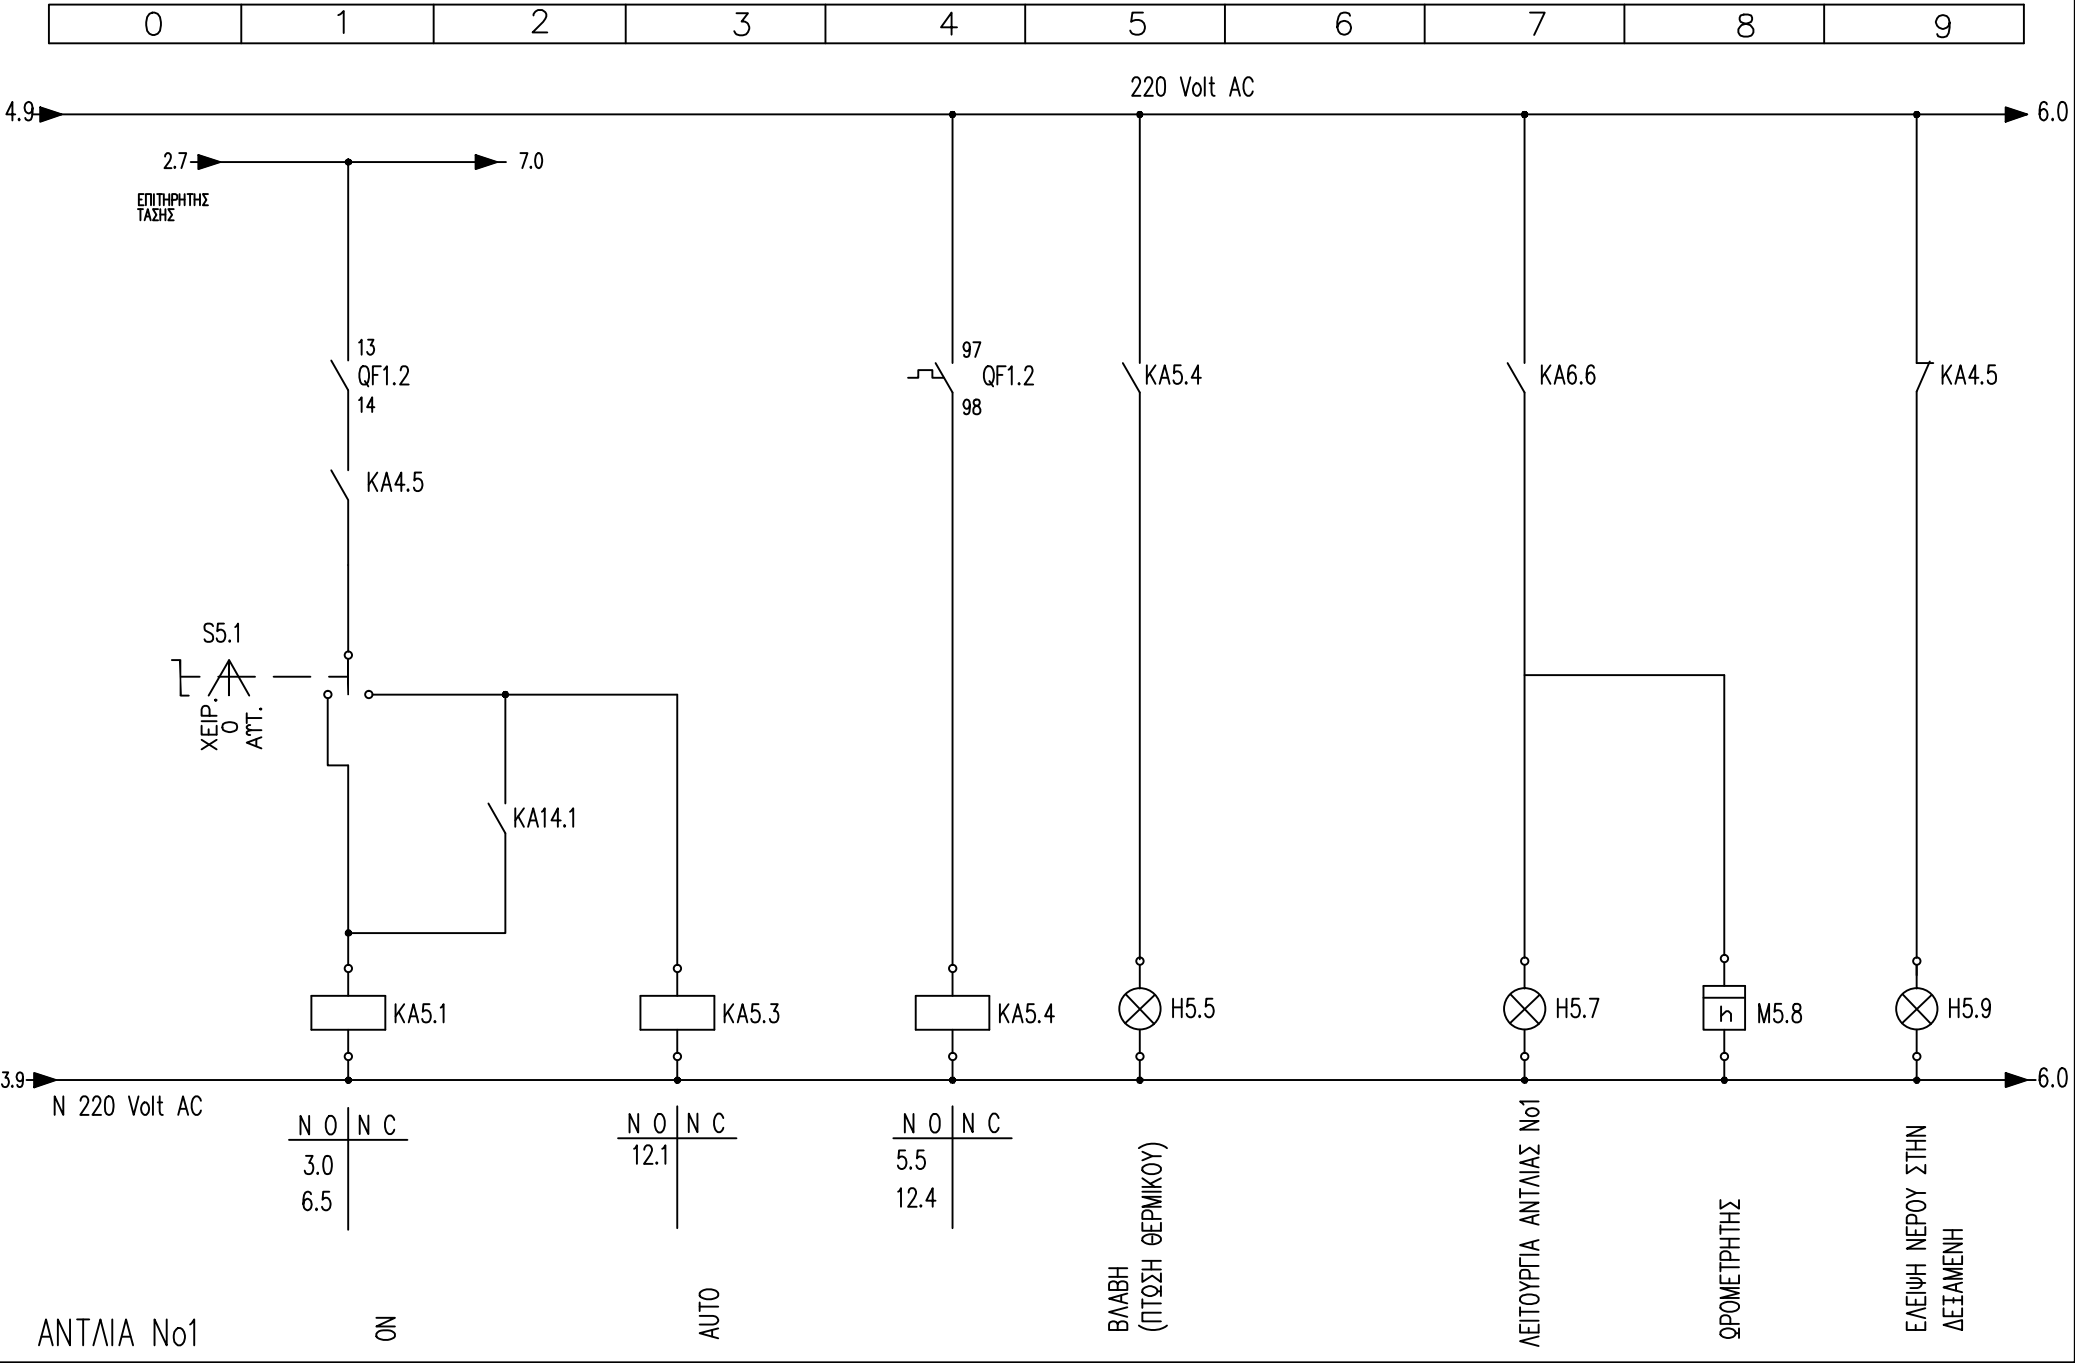 0 1 2 3 4 5 6 7 8 9
220 Volt AC
4.9 6.0
2.7 7.0
ΕΠΙΤΗΡΗΤΗΣ
ΤΑΣΗΣ
13
QF1.2
14
97
QF1.2
98
KA5.4
KA6.6
KA4.5
KA4.5
S5.1
ΧΕΙΡ.
0
KA14.1
KA5.1
KA5.3
KA5.4
H5.5
H5.7
h
M5.8
H5.9
3.9 6.0
N 220 Volt AC
N O N C
3.0
6.5
N O N C
12.1
N O N C
5.5
12.4
ON
AUTO
ΒΛΑΒΗ
(ΠΤΩΣΗ ΘΕΡΜΙΚΟΥ)
ΛΕΙΤΟΥΡΓΙΑ ΑΝΤΛΙΑΣ No1
ΩΡΟΜΕΤΡΗΤΗΣ
ΕΛΕΙΨΗ ΝΕΡΟΥ ΣΤΗΝ
ΔΕΞΑΜΕΝΗ
ΑΝΤΛΙΑ No1